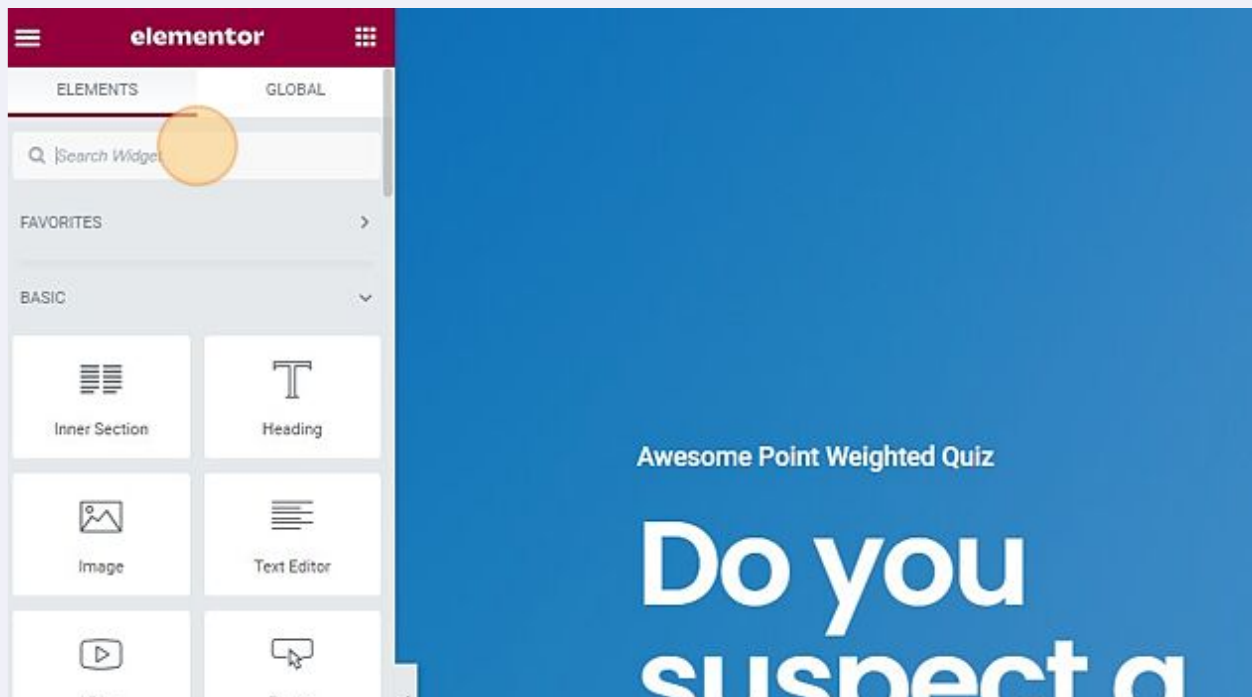 elementor
ELEMENTS
GLOBAL
Search Widget
FAVORITES
BASIC
Inner Section
Heading
Image
Text Editor
Awesome Point Weighted Quiz
Do you
suspect a